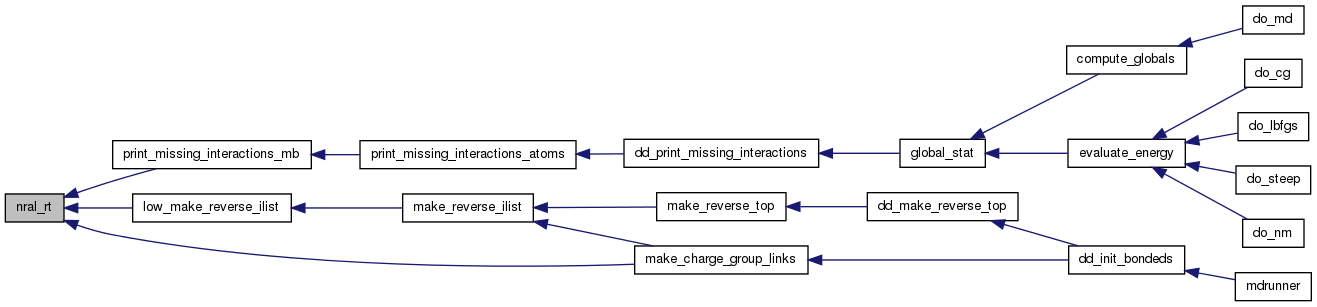 do_md
compute_globals
do_cg
do_lbfgs
print_missing_interactions_mb
print_missing_interactions_atoms
dd_print_missing_interactions
global_stat
evaluate_energy
do_steep
nral_rt
low_make_reverse_ilist
make_reverse_ilist
make_reverse_top
dd_make_reverse_top
do_nm
make_charge_group_links
dd_init_bondeds
mdrunner